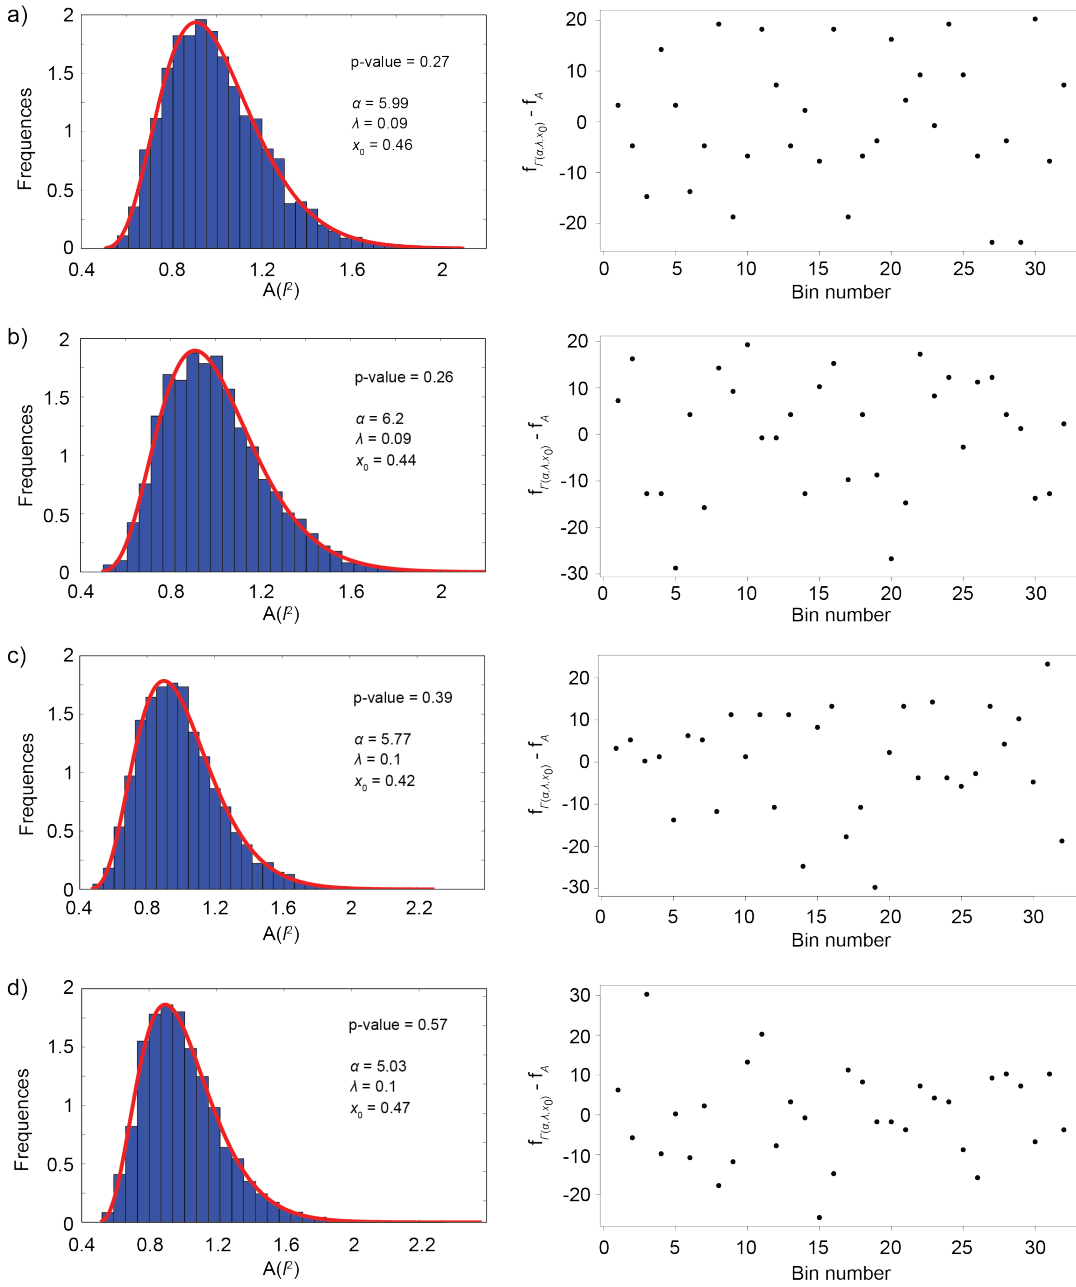 a)
2
1.5
1
0.5
0
Frequences
p-value = 0.27
α = 5.99
λ = 0.09
x₀ = 0.46
0.4 0.8 1.2 1.6 2
A(l²)
20
10
0
-10
-20
f_Γ(α,λ,x₀) - f_A
0 5 10 15 20 25 30
Bin number
b)
2
1.5
1
0.5
0
Frequences
p-value = 0.26
α = 6.2
λ = 0.09
x₀ = 0.44
0.4 0.8 1.2 1.6 2
A(l²)
20
10
0
-10
-20
-30
f_Γ(α,λ,x₀) - f_A
0 5 10 15 20 25 30
Bin number
c)
2
1.5
1
0.5
0
Frequences
p-value = 0.39
α = 5.77
λ = 0.1
x₀ = 0.42
0.4 0.8 1.2 1.6 2 2.2
A(l²)
20
10
0
-10
-20
-30
f_Γ(α,λ,x₀) - f_A
0 5 10 15 20 25 30
Bin number
d)
2
1.5
1
0.5
0
Frequences
p-value = 0.57
α = 5.03
λ = 0.1
x₀ = 0.47
0.4 0.8 1.2 1.6 2 2.2
A(l²)
30
20
10
0
-10
-20
f_Γ(α,λ,x₀) - f_A
0 5 10 15 20 25 30
Bin number